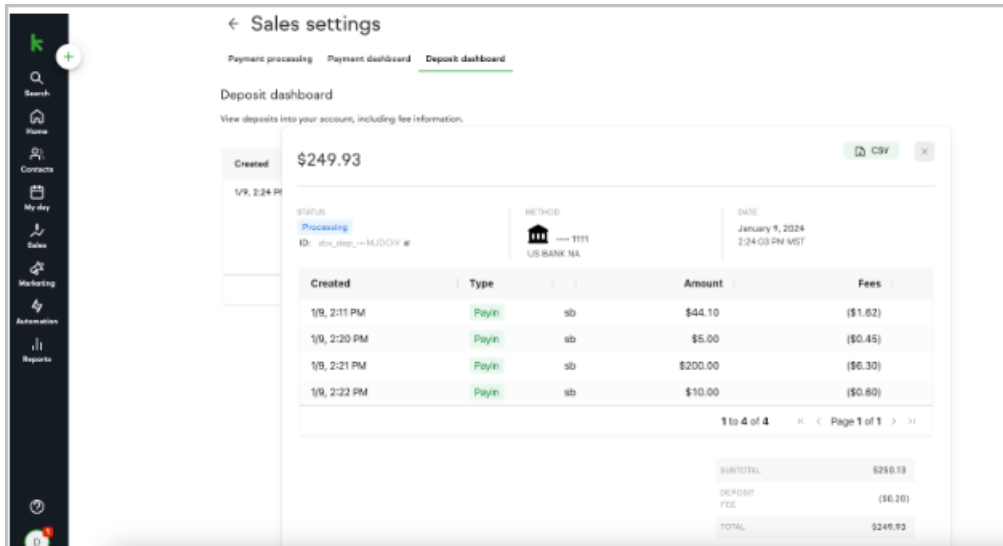 ← Sales settings
Payment processing Payment dashboard Deposit dashboard
Deposit dashboard
View deposits into your account, including fee information.
Search
Home
Contacts
My day
Sales
Marketing
Automation
Reports
D
Created
1/9, 2:24
$249.93
CSV
STATUS METHOD DATE
Processing
ID:
---- 1111
US BANK NA
January 9, 2024
2:24:03 PM MST
Created Type Amount Fees
1/9, 2:11 PM Payin sb $44.10 ($1.62)
1/9, 2:20 PM Payin sb $5.00 ($0.45)
1/9, 2:21 PM Payin sb $200.00 ($6.30)
1/9, 2:22 PM Payin sb $10.00 ($0.60)
1 to 4 of 4 Page 1 of 1
SUBTOTAL $250.13
DEPOSIT
FEE ($0.20)
TOTAL $249.93